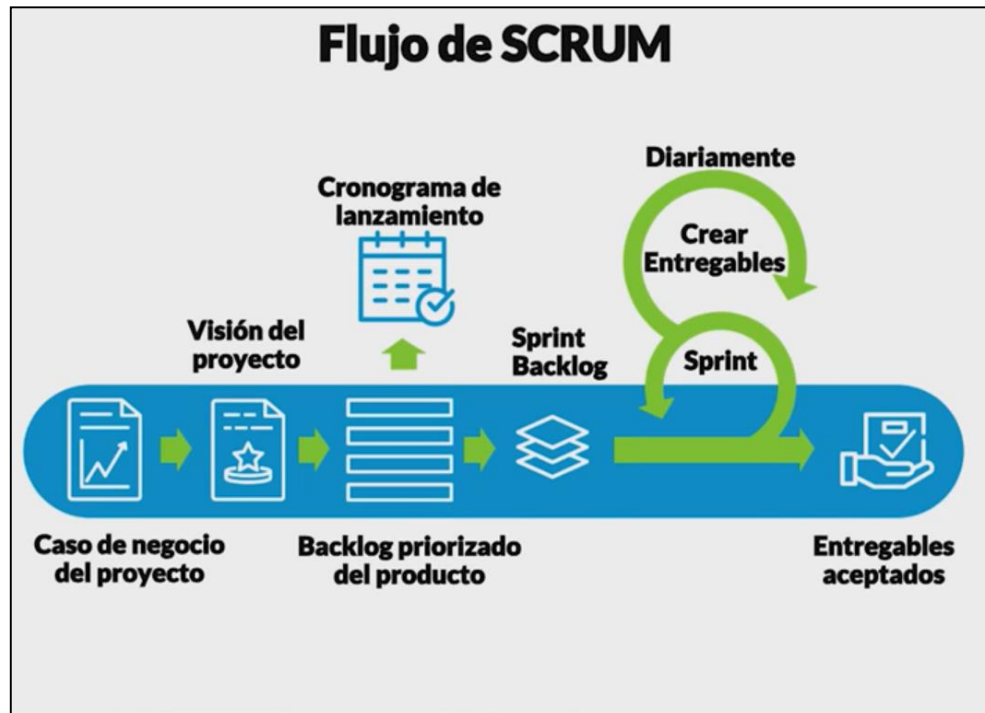 Flujo de SCRUM
Diariamente
Cronograma de
lanzamiento
Crear
Entregables
Visión del
proyecto
Sprint
Backlog
Sprint
Caso de negocio
del proyecto
Backlog priorizado
del producto
Entregables
aceptados